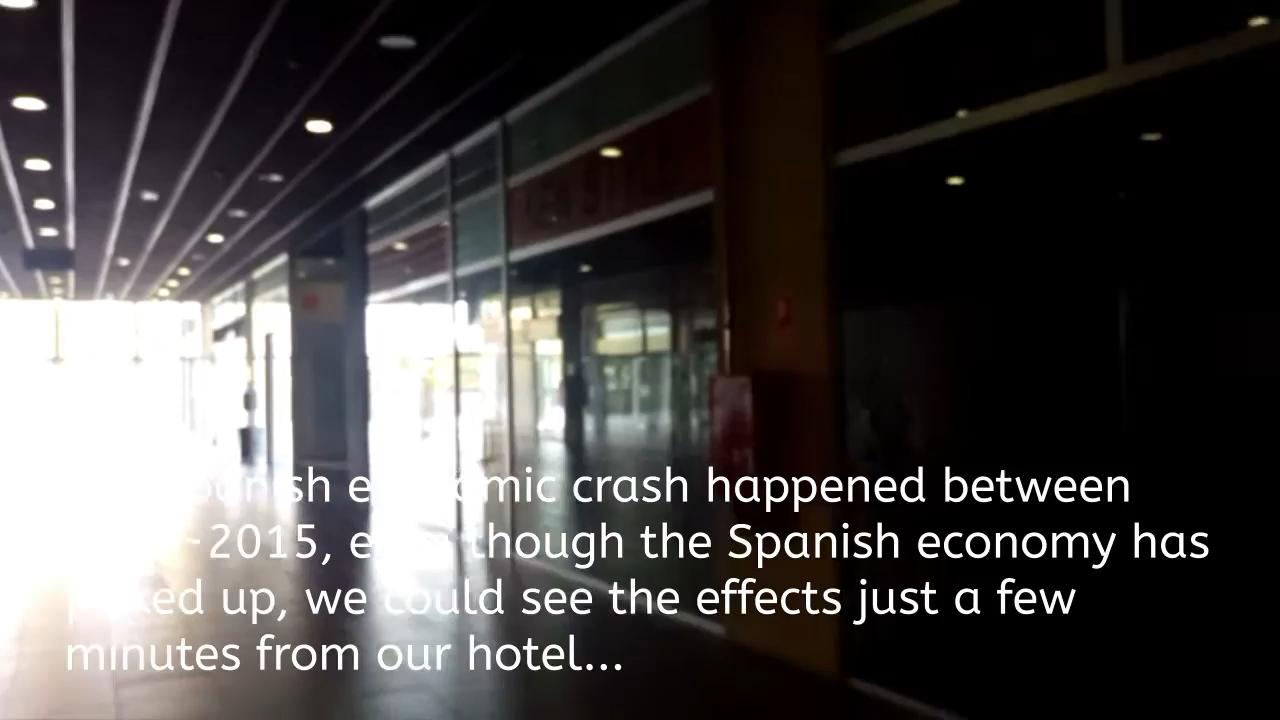 crash happened between
~2015, though the Spanish economy has
up, we could see the effects just a few
minutes from our hotel...